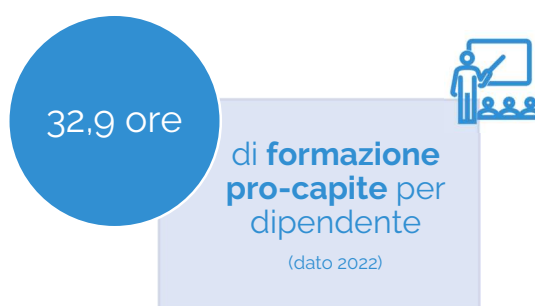 32,9 ore
di formazione
pro-capite per
dipendente
(dato 2022)